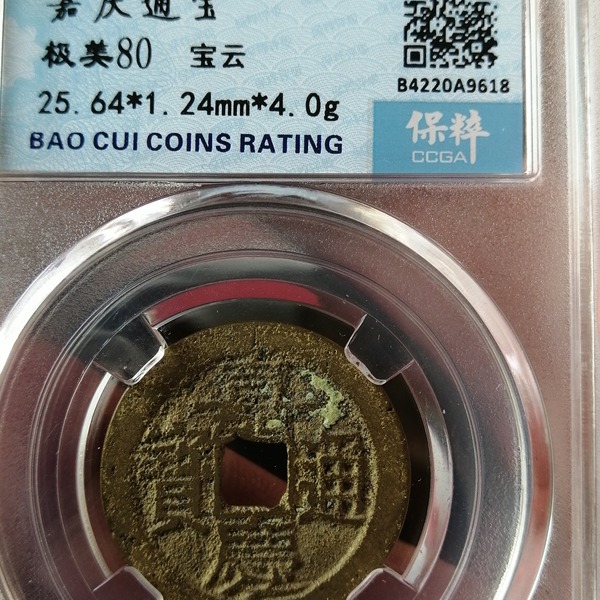 嘉庆通宝
极美80 宝云
25.64*1.24mm*4.0g
BAO CUI COINS RATING
B4220A9618
保粹
CCGA
嘉
慶
通
寶